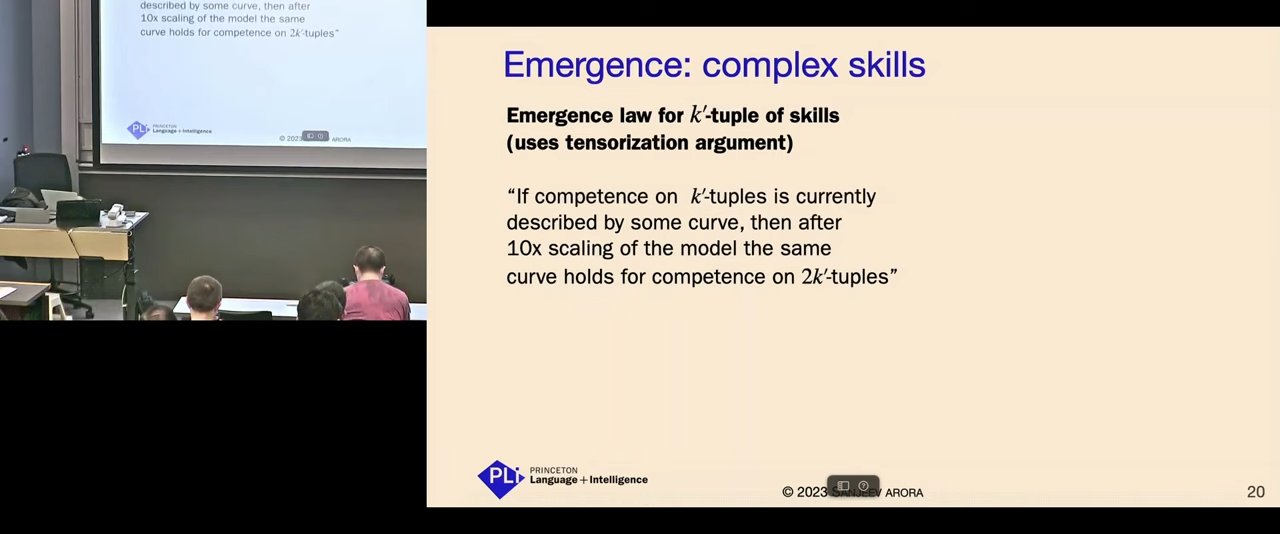 described by some curve, then after
10x scaling of the model the same
curve holds for competence on 2k′-tuples”
PLI
PRINCETON
Language + Intelligence
© 2023
ARORA
Emergence: complex skills
Emergence law for k′-tuple of skills
(uses tensorization argument)
“If competence on k′-tuples is currently
described by some curve, then after
10x scaling of the model the same
curve holds for competence on 2k′-tuples”
PLI
PRINCETON
Language + Intelligence
© 2023 SANJEEV ARORA
20